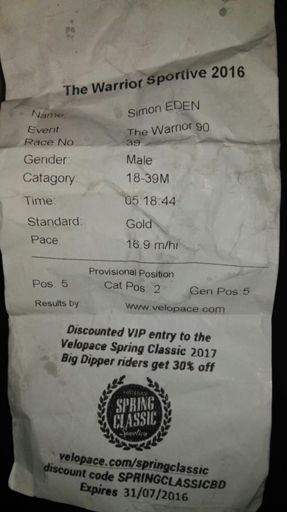 The Warrior Sportive 2016
Name: Simon EDEN
Event The Warrior 90
Race No 39
Gender: Male
Catagory: 18-39M
Time: 05:18:44
Standard: Gold
Pace 16.9 m/hr
Provisional Position
Pos. 5 Cat Pos. 2 Gen Pos: 5
Results by www.velopace.com
Discounted VIP entry to the
Velopace Spring Classic 2017
Big Dipper riders get 30% off
SPRING
CLASSIC
Sportive
velopace.com/springclassic
discount code SPRINGCLASSICBD
Expires 31/07/2016